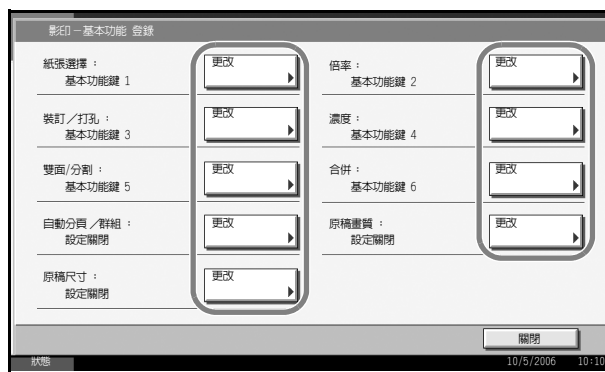 影印－基本功能 登錄
紙張選擇：
基本功能鍵 1
更改
倍率：
基本功能鍵 2
更改
裝訂／打孔：
基本功能鍵 3
更改
濃度：
基本功能鍵 4
更改
雙面/分割：
基本功能鍵 5
更改
合併：
基本功能鍵 6
更改
自動分頁／群組：
設定關閉
更改
原稿畫質：
設定關閉
更改
原稿尺寸：
設定關閉
更改
關閉
狀態
10/5/2006 10:10